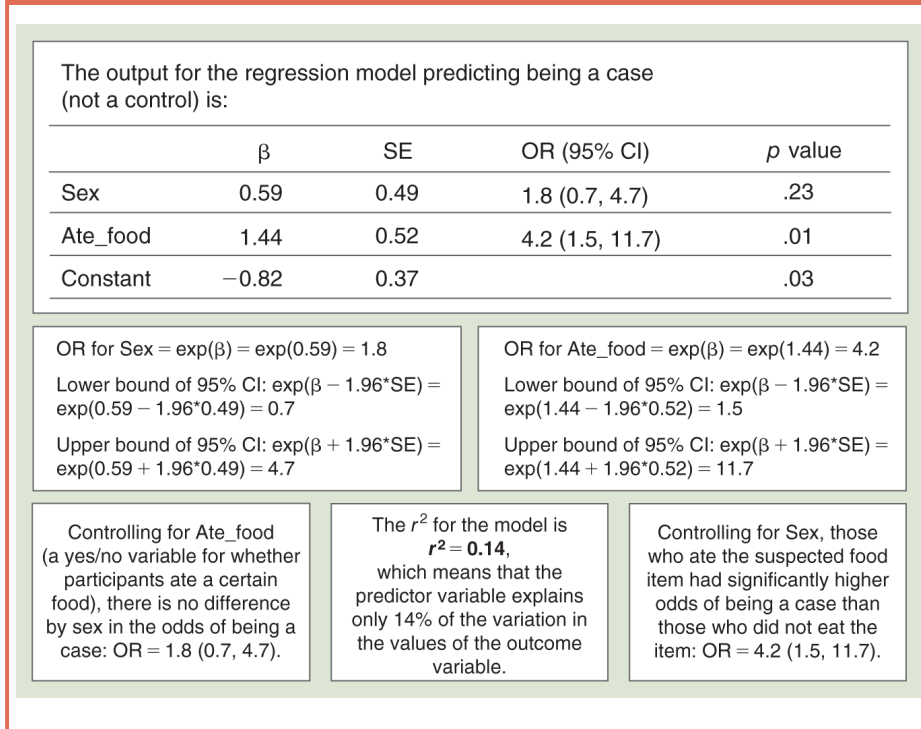 The output for the regression model predicting being a case
(not a control) is:
β SE OR (95% CI) p value
Sex 0.59 0.49 1.8 (0.7, 4.7) .23
Ate_food 1.44 0.52 4.2 (1.5, 11.7) .01
Constant −0.82 0.37 .03
OR for Sex = exp(β) = exp(0.59) = 1.8
Lower bound of 95% CI: exp(β − 1.96*SE) =
exp(0.59 − 1.96*0.49) = 0.7
Upper bound of 95% CI: exp(β + 1.96*SE) =
exp(0.59 + 1.96*0.49) = 4.7
OR for Ate_food = exp(β) = exp(1.44) = 4.2
Lower bound of 95% CI: exp(β − 1.96*SE) =
exp(1.44 − 1.96*0.52) = 1.5
Upper bound of 95% CI: exp(β + 1.96*SE) =
exp(1.44 + 1.96*0.52) = 11.7
Controlling for Ate_food
(a yes/no variable for whether
participants ate a certain
food), there is no difference
by sex in the odds of being a
case: OR = 1.8 (0.7, 4.7).
The r² for the model is
r² = 0.14,
which means that the
predictor variable explains
only 14% of the variation in
the values of the outcome
variable.
Controlling for Sex, those
who ate the suspected food
item had significantly higher
odds of being a case than
those who did not eat the
item: OR = 4.2 (1.5, 11.7).